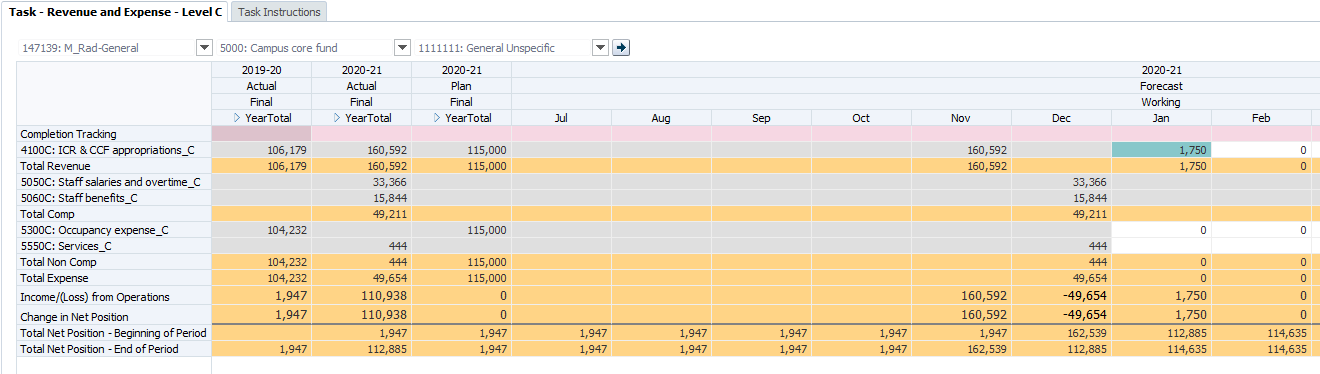 Task - Revenue and Expense - Level C Task Instructions
147139: M_Rad-General 5000: Campus core fund 1111111: General Unspecific
2019-20 2020-21 2020-21 2020-21
Actual Actual Plan Forecast
Final Final Final Working
YearTotal YearTotal YearTotal Jul Aug Sep Oct Nov Dec Jan Feb
Completion Tracking
4100C: ICR & CCF appropriations_C 106,179 160,592 115,000 160,592 1,750 0
Total Revenue 106,179 160,592 115,000 160,592 1,750 0
5050C: Staff salaries and overtime_C 33,366 33,366
5060C: Staff benefits_C 15,844 15,844
Total Comp 49,211 49,211
5300C: Occupancy expense_C 104,232 115,000 0 0
5550C: Services_C 444 444
Total Non Comp 104,232 444 115,000 444 0 0
Total Expense 104,232 49,654 115,000 49,654 0 0
Income/(Loss) from Operations 1,947 110,938 0 160,592 -49,654 1,750 0
Change in Net Position 1,947 110,938 0 160,592 -49,654 1,750 0
Total Net Position - Beginning of Period 1,947 1,947 1,947 1,947 1,947 1,947 1,947 162,539 112,885 114,635
Total Net Position - End of Period 1,947 112,885 1,947 1,947 1,947 1,947 1,947 162,539 112,885 114,635 114,635